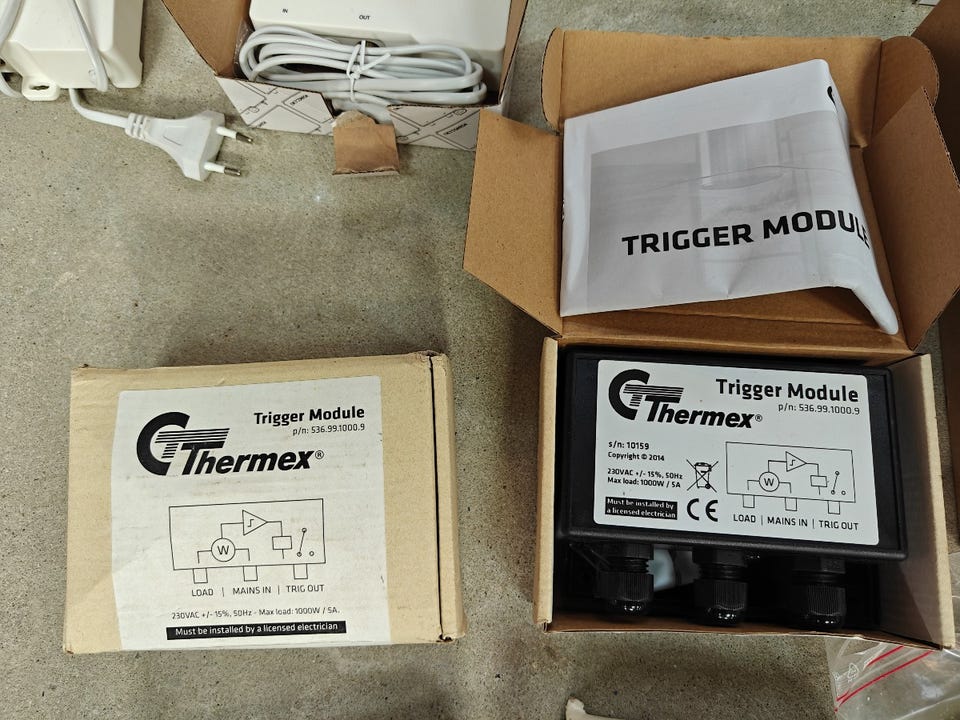 IN OUT
TRIGGER MODULE
Thermex®
Trigger Module
p/n: 536.99.1000.9
W
LOAD | MAINS IN | TRIG OUT
230VAC +/- 15%, 50Hz - Max load: 1000W / 5A.
Must be installed by a licensed electrician
Thermex®
Trigger Module
p/n: 536.99.1000.9
s/n: 10159
Copyright © 2014
230VAC +/- 15%, 50Hz
Max load: 1000W / 5A
Must be installed by
a licensed electrician
CE
W
LOAD | MAINS IN | TRIG OUT